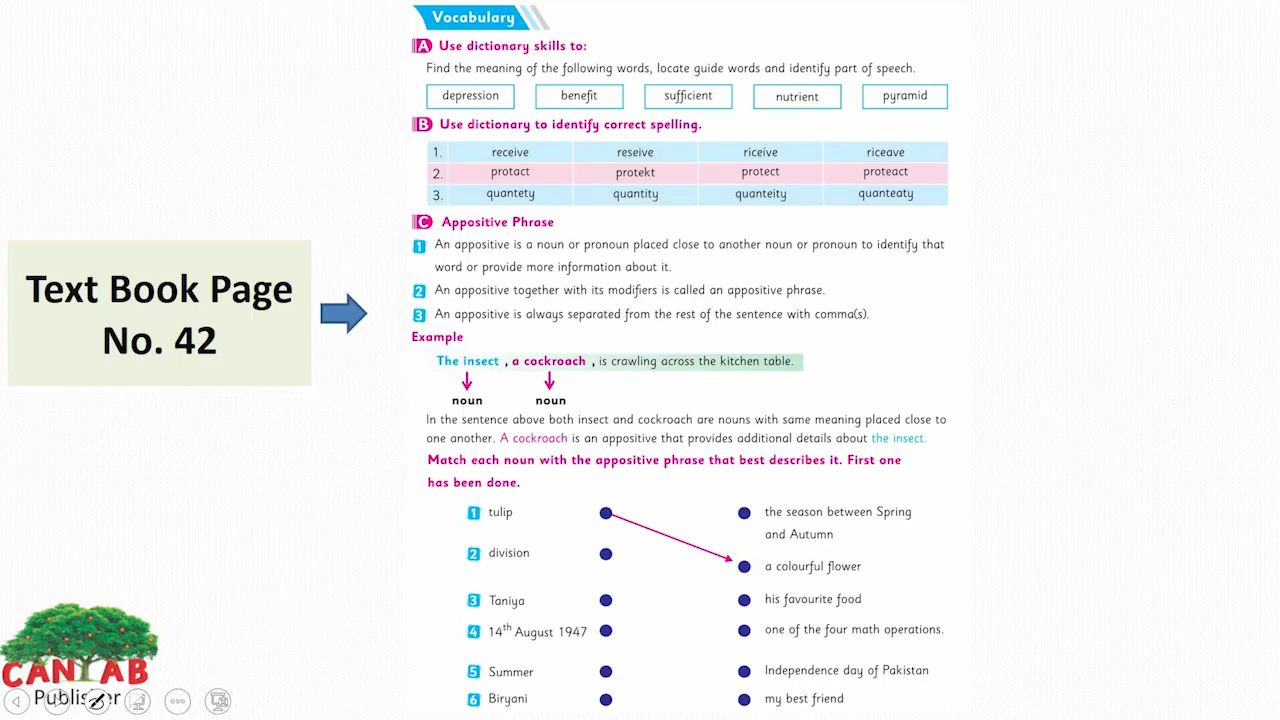 Vocabulary
A Use dictionary skills to:
Find the meaning of the following words, locate guide words and identify part of speech.
depression benefit sufficient nutrient pyramid
B Use dictionary to identify correct spelling.
1. receive reseive riceive riceave
2. protact protekt protect proteact
3. quantety quantity quanteity quanteaty
C Appositive Phrase
1 An appositive is a noun or pronoun placed close to another noun or pronoun to identify that
word or provide more information about it.
2 An appositive together with its modifiers is called an appositive phrase.
3 An appositive is always separated from the rest of the sentence with comma(s).
Example
The insect , a cockroach , is crawling across the kitchen table.
noun noun
In the sentence above both insect and cockroach are nouns with same meaning placed close to
one another. A cockroach is an appositive that provides additional details about the insect.
Match each noun with the appositive phrase that best describes it. First one
has been done.
1 tulip the season between Spring
and Autumn
2 division
a colourful flower
3 Taniya his favourite food
4 14th August 1947 one of the four math operations.
5 Summer Independence day of Pakistan
6 Biryani my best friend
Text Book Page
No. 42
CANTAB
Publisher